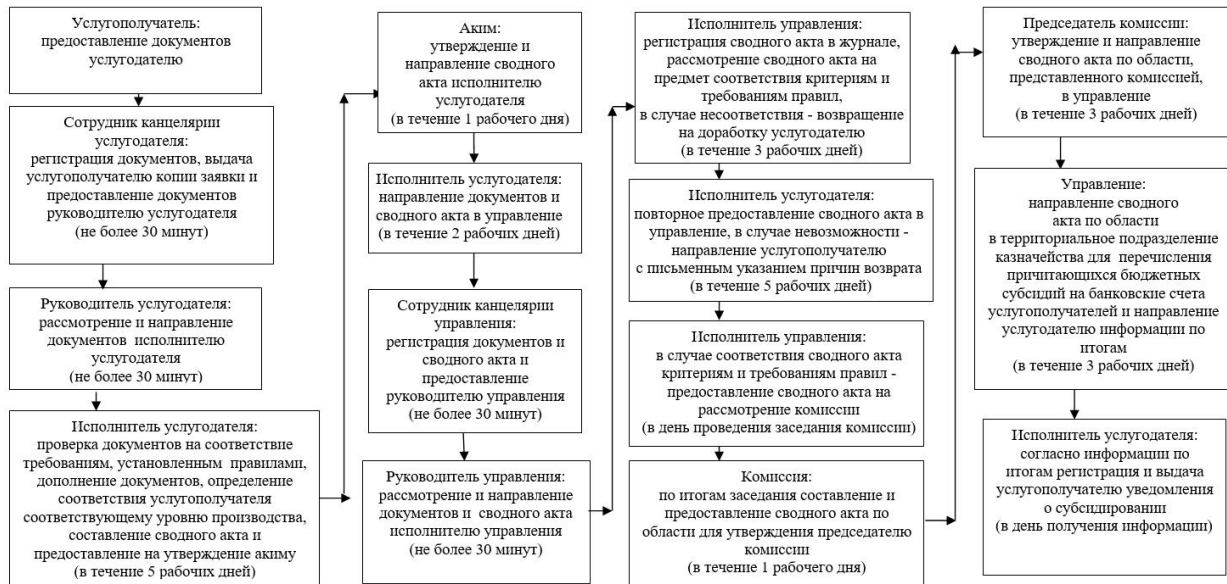 Услугополучатель:
предоставление документов
услугодателю
Сотрудник канцелярии
услугодателя:
регистрация документов, выдача
услугополучателю копии заявки и
предоставление документов
руководителю услугодателя
(не более 30 минут)
Руководитель услугодателя:
рассмотрение и направление
документов исполнителю
услугодателя
(не более 30 минут)
Исполнитель услугодателя:
проверка документов на соответствие
требованиям, установленным правилами,
дополнение документов, определение
соответствия услугополучателя
соответствующему уровню производства,
составление сводного акта и
предоставление на утверждение акиму
(в течение 5 рабочих дней)
Аким:
утверждение и
направление сводного
акта исполнителю
услугодателя
(в течение 1 рабочего дня)
Исполнитель услугодателя:
направление документов и
сводного акта в управление
(в течение 2 рабочих дней)
Сотрудник канцелярии
управления:
регистрация документов и
сводного акта и
предоставление
руководителю управления
(не более 30 минут)
Руководитель управления:
рассмотрение и направление
документов и сводного акта
исполнителю управления
(не более 30 минут)
Исполнитель управления:
регистрация сводного акта в журнале,
рассмотрение сводного акта на
предмет соответствия критериям и
требованиям правил,
в случае несоответствия - возвращение
на доработку услугодателю
(в течение 3 рабочих дней)
Исполнитель услугодателя:
повторное предоставление сводного акта в
управление, в случае невозможности -
направление услугополучателю
с письменным указанием причин возврата
(в течение 5 рабочих дней)
Исполнитель управления:
в случае соответствия сводного акта
критериям и требованиям правил -
предоставление сводного акта на
рассмотрение комиссии
(в день проведения заседания комиссии)
Комиссия:
по итогам заседания составление и
предоставление сводного акта по
области для утверждения председателю
комиссии
(в течение 1 рабочего дня)
Председатель комиссии:
утверждение и направление
сводного акта по области,
представленного комиссией,
в управление
(в течение 3 рабочих дней)
Управление:
направление сводного
акта по области
в территориальное подразделение
казначейства для перечисления
причитающихся бюджетных
субсидий на банковские счета
услугополучателей и направление
услугодателю информации по
итогам
(в течение 3 рабочих дней)
Исполнитель услугодателя:
согласно информации по
итогам регистрация и выдача
услугополучателю уведомления
о субсидировании
(в день получения информации)